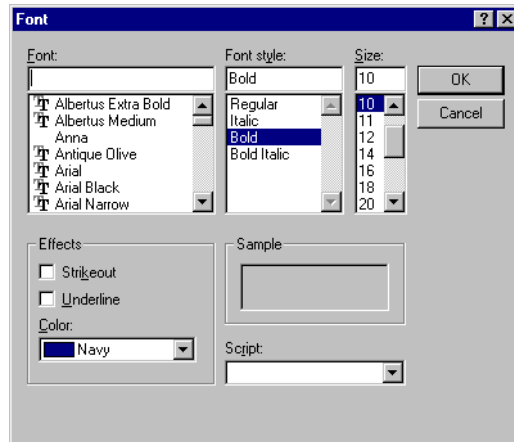 Font
Font: Font style: Size:
Bold 10 OK
Albertus Extra Bold Regular 10 Cancel
Albertus Medium Italic 11
Anna Bold 12
Antique Olive Bold Italic 14
Arial 16
Arial Black 18
Arial Narrow 20
Effects Sample
Strikeout
Underline
Color:
Navy Script: